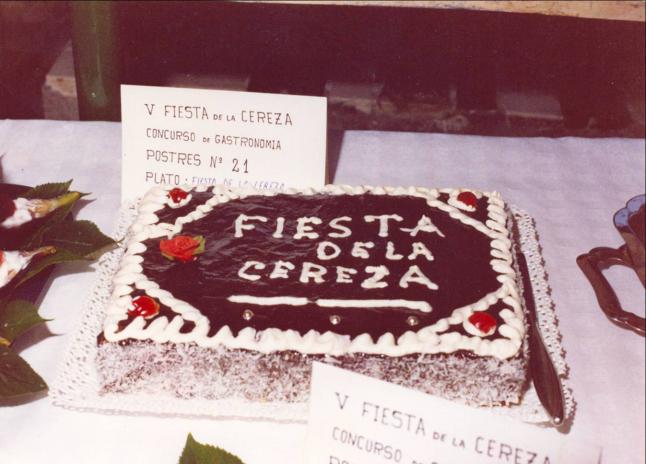 V FIESTA DE LA CEREZA
CONCURSO DE GASTRONOMIA
POSTRES Nº 21
PLATO: FIESTA DE LA CEREZA
FIESTA
DE LA
CEREZA
V FIESTA DE LA CEREZA
CONCURSO DE